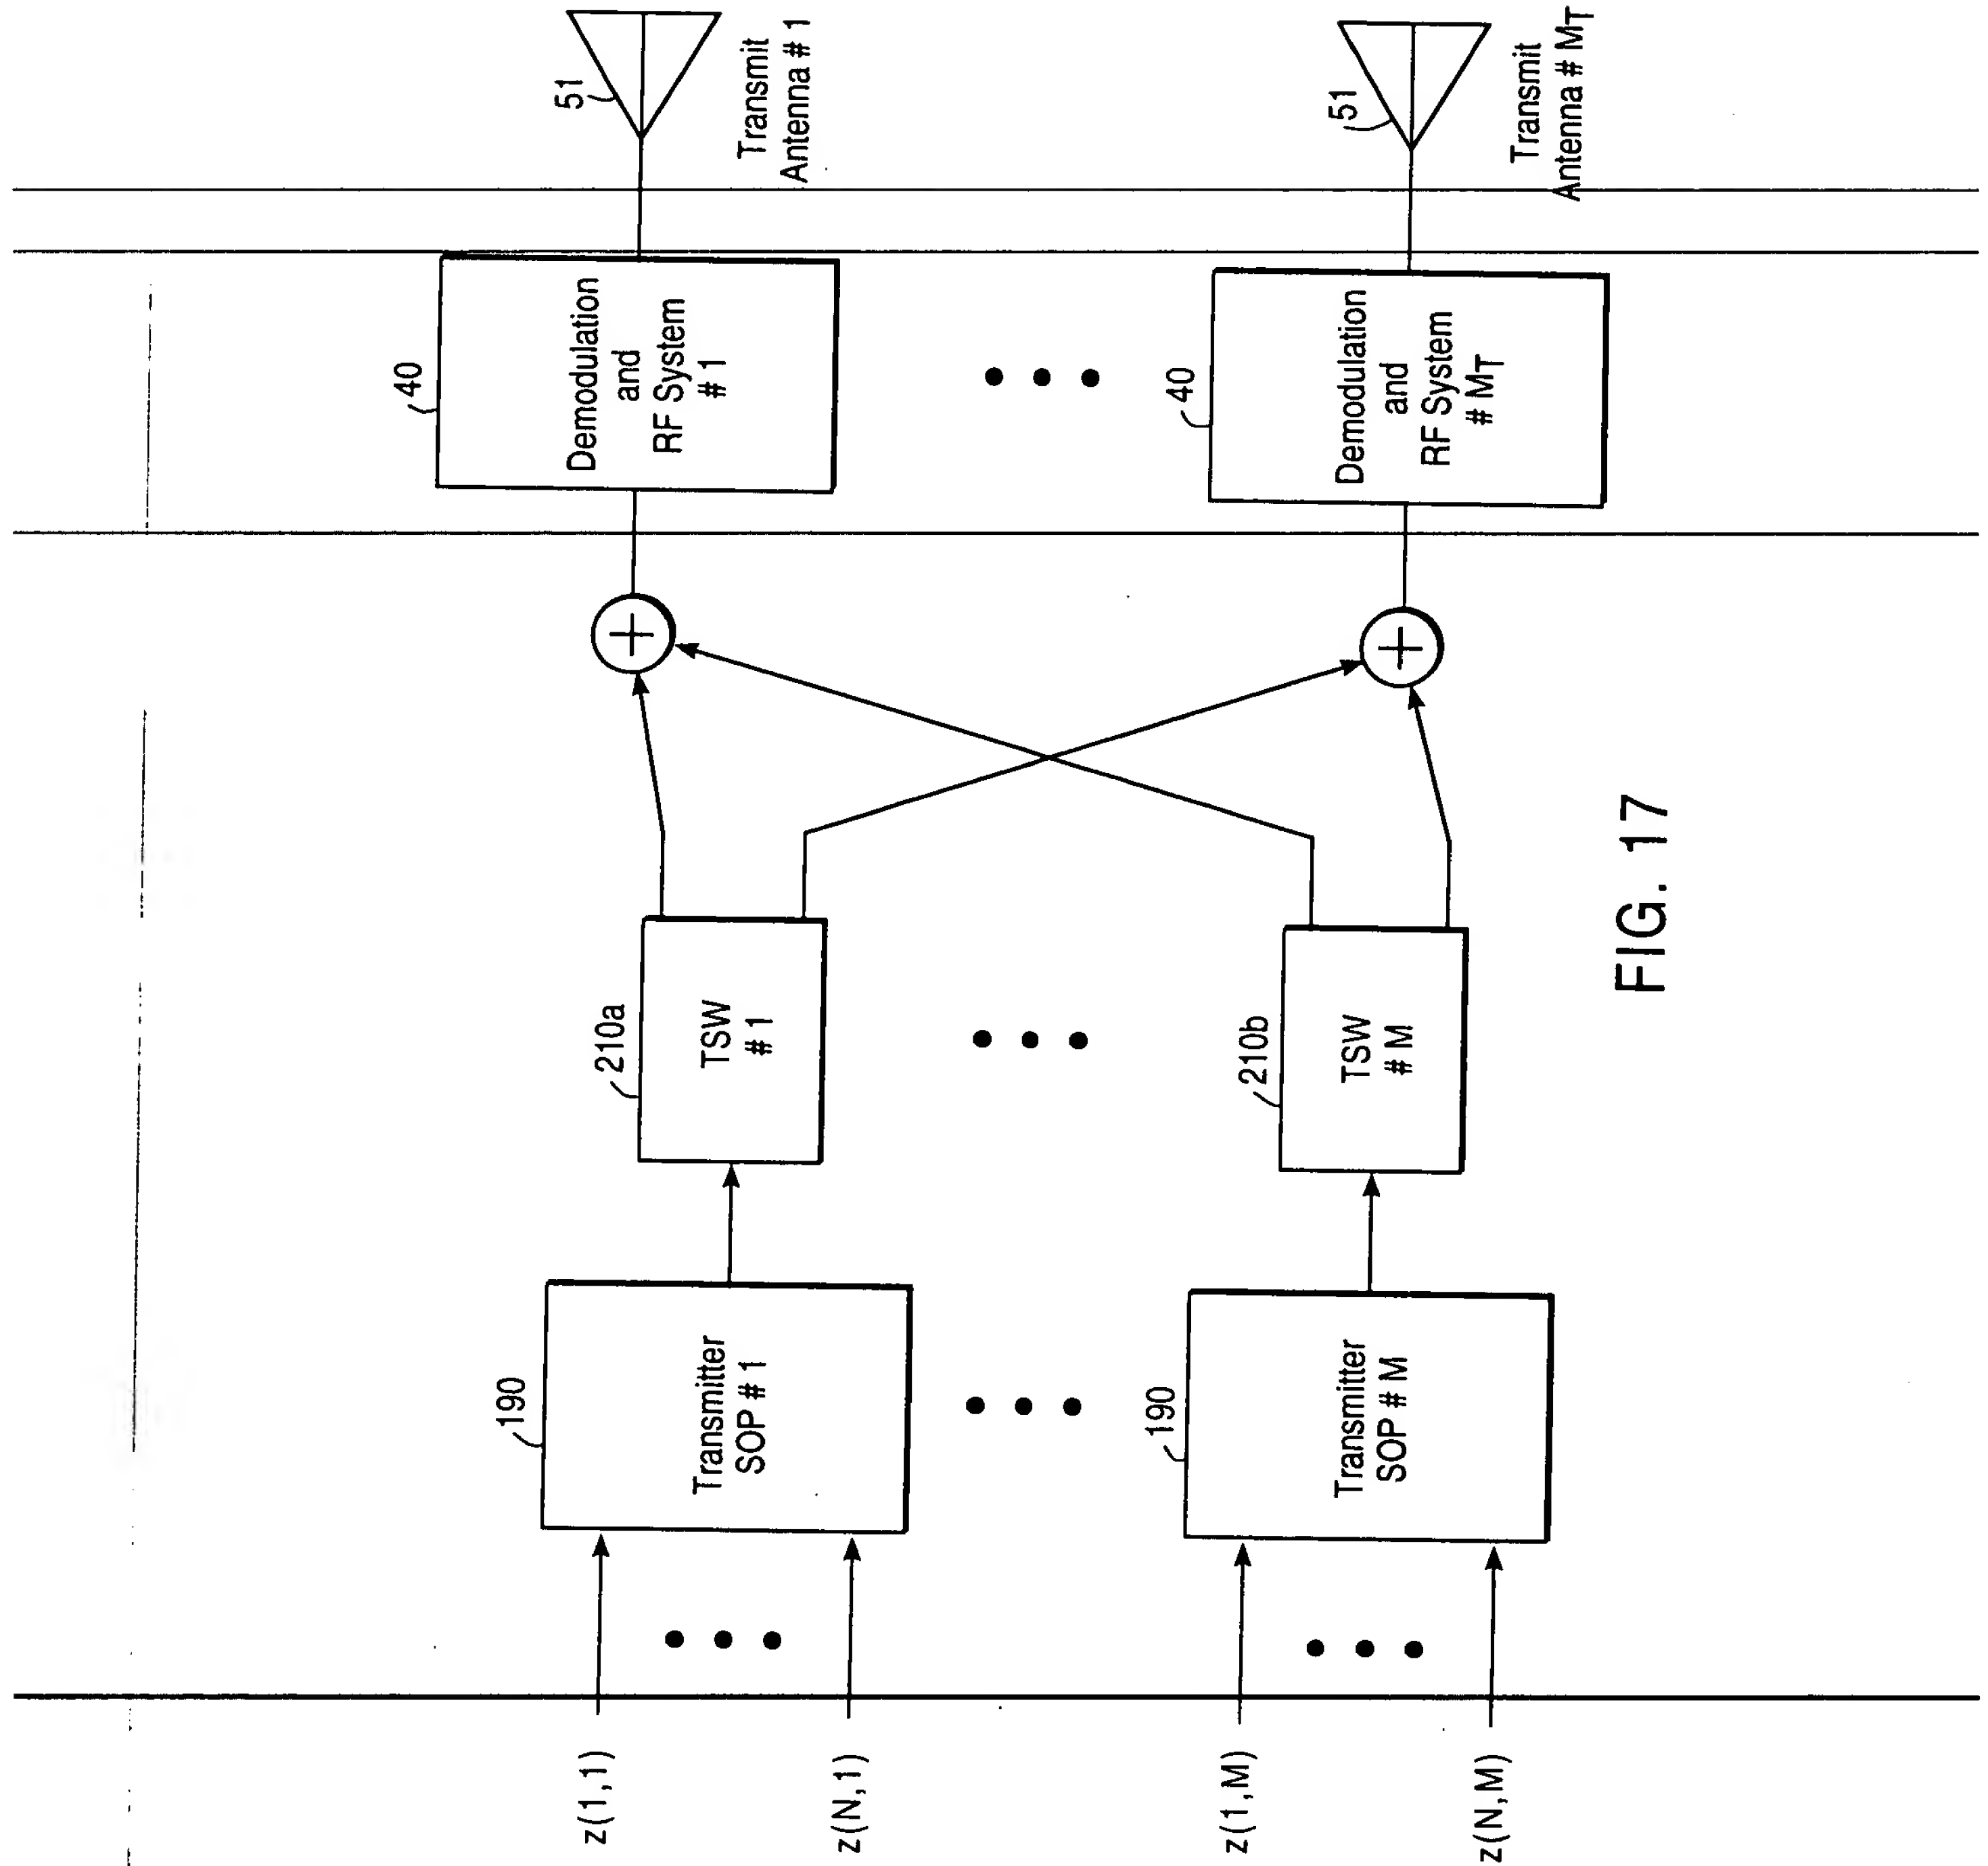 z(1,1)
z(N,1)
z(1,M)
z(N,M)
190
Transmitter
SOP # 1
190
Transmitter
SOP # M
210a
TSW
# 1
210b
TSW
# M
40
Demodulation
and
RF System
# 1
40
Demodulation
and
RF System
# MT
51
Transmit
Antenna # 1
51
Transmit
Antenna # MT
FIG. 17